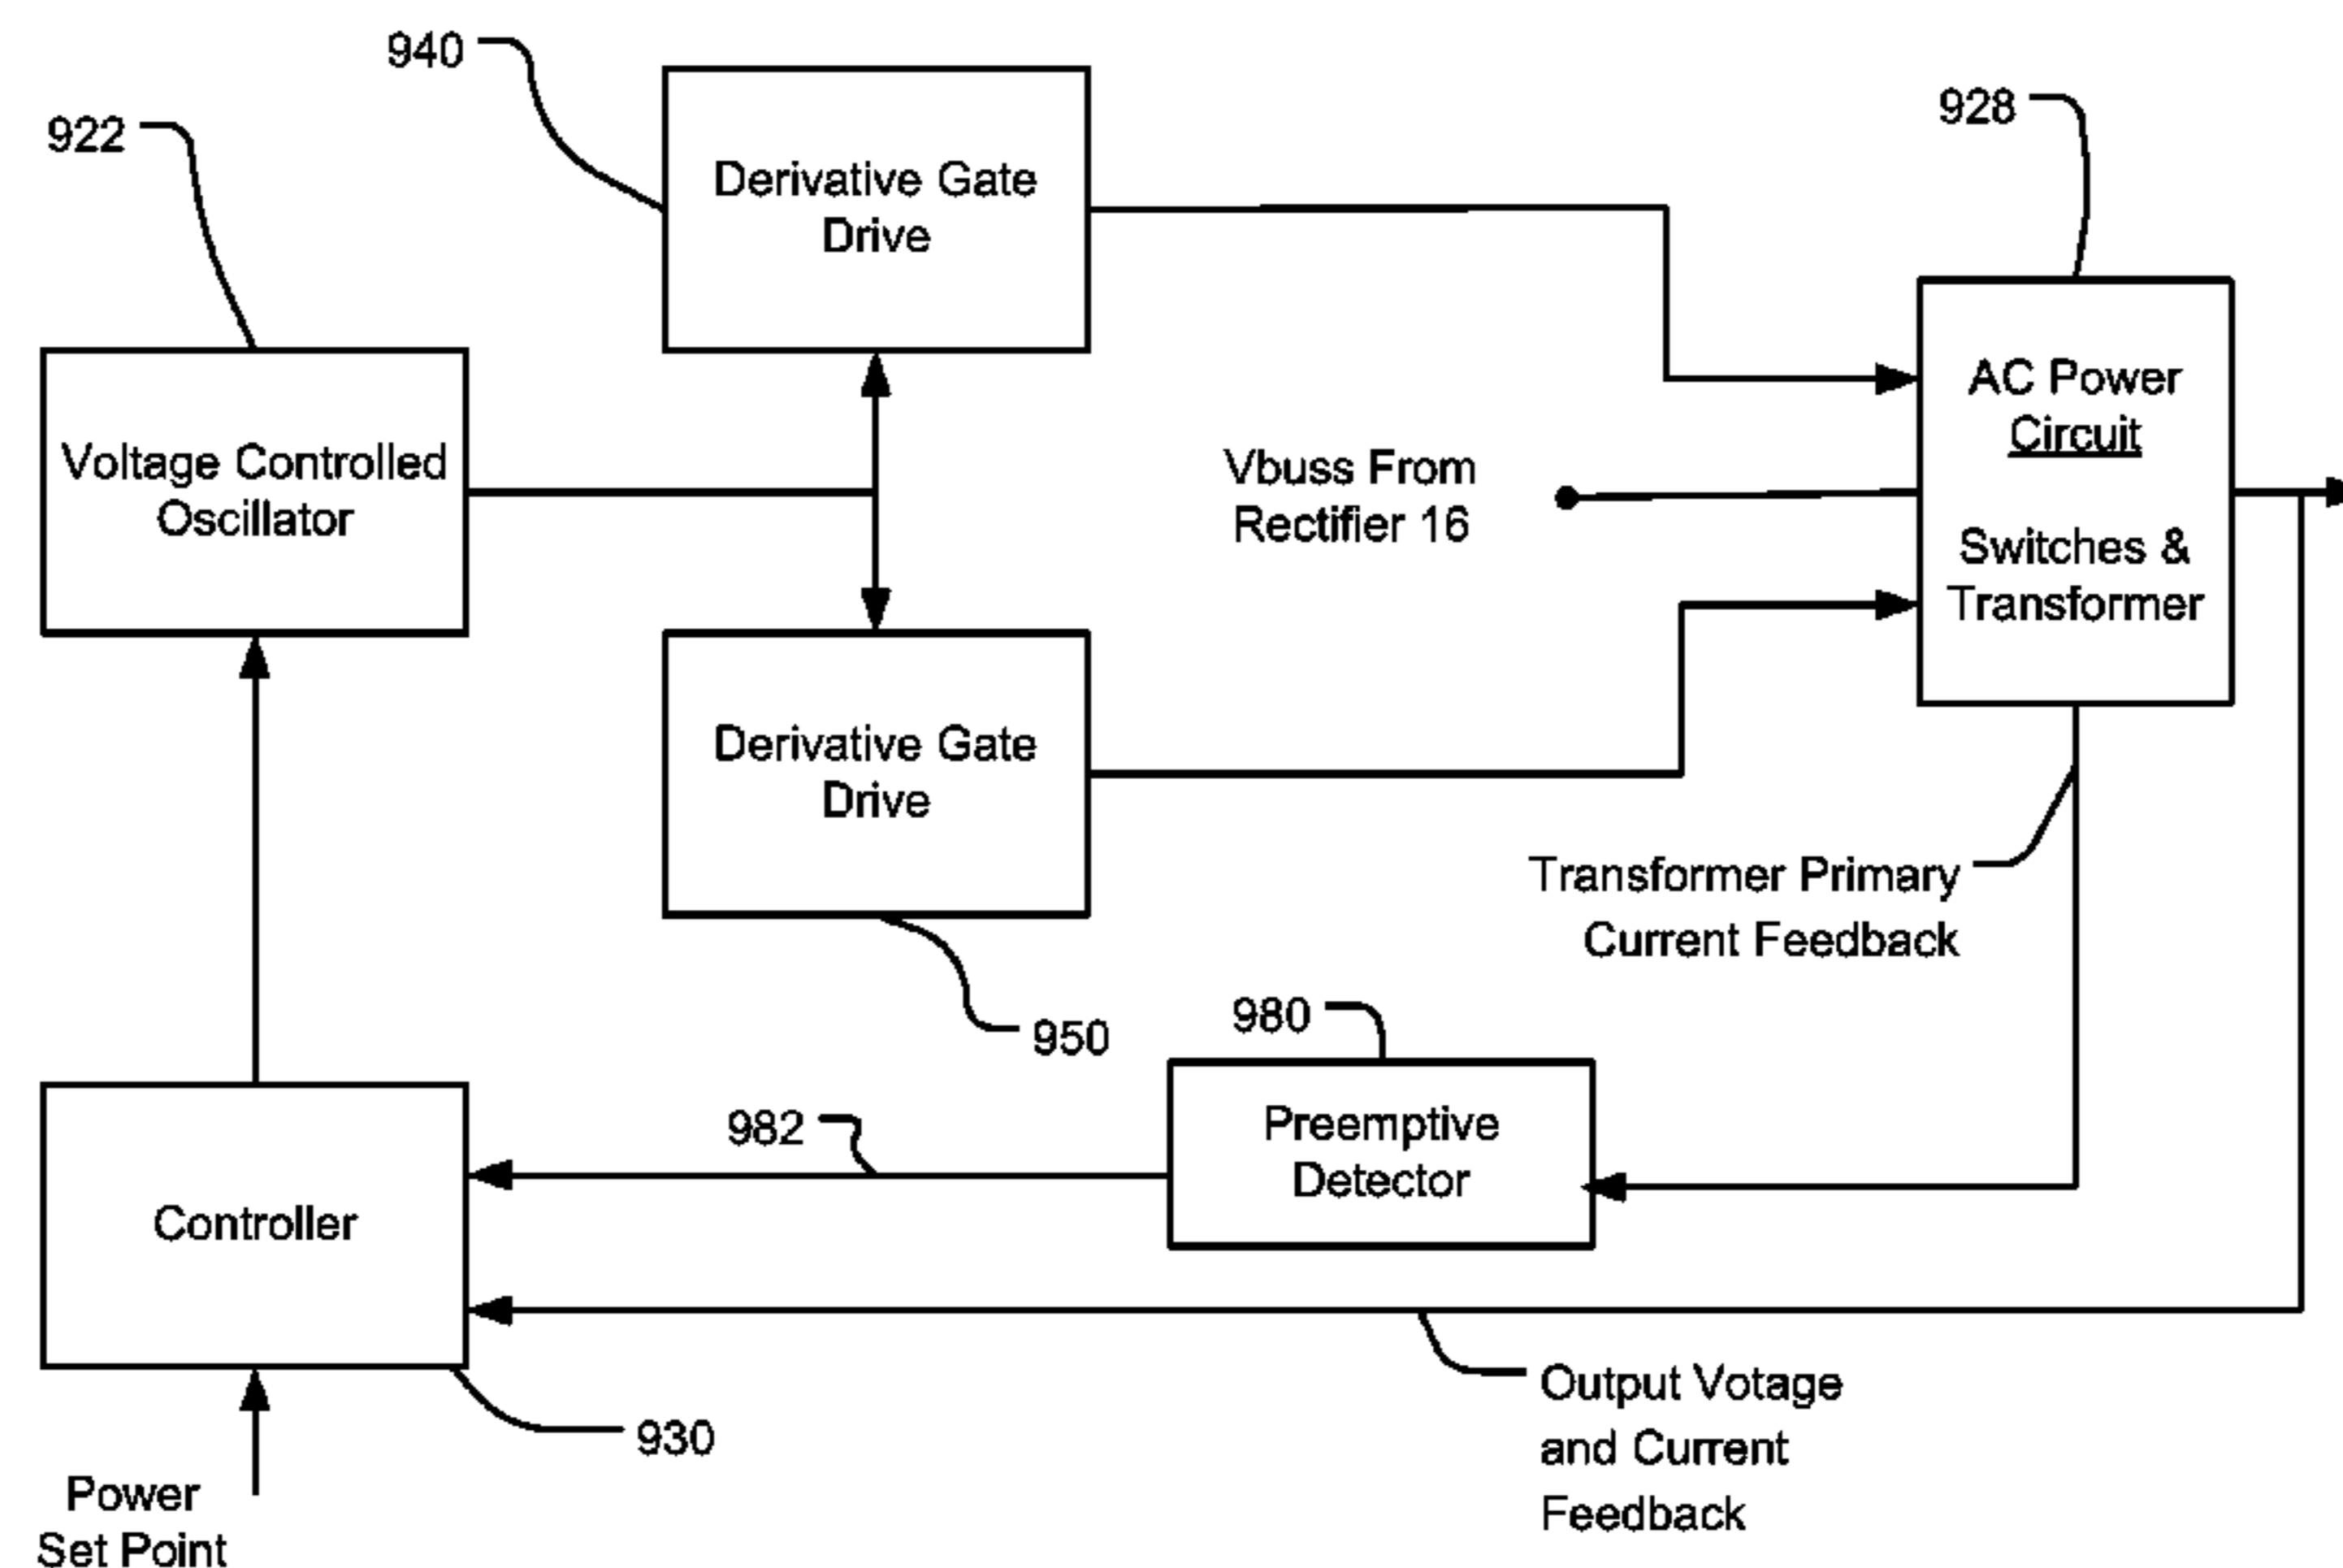 940
922
928
Derivative Gate
Drive
Voltage Controlled
Oscillator
Vbuss From
Rectifier 16
AC Power
Circuit
Switches &
Transformer
Derivative Gate
Drive
Transformer Primary
Current Feedback
950
980
982
Preemptive
Detector
Controller
930
Output Votage
and Current
Feedback
Power
Set Point